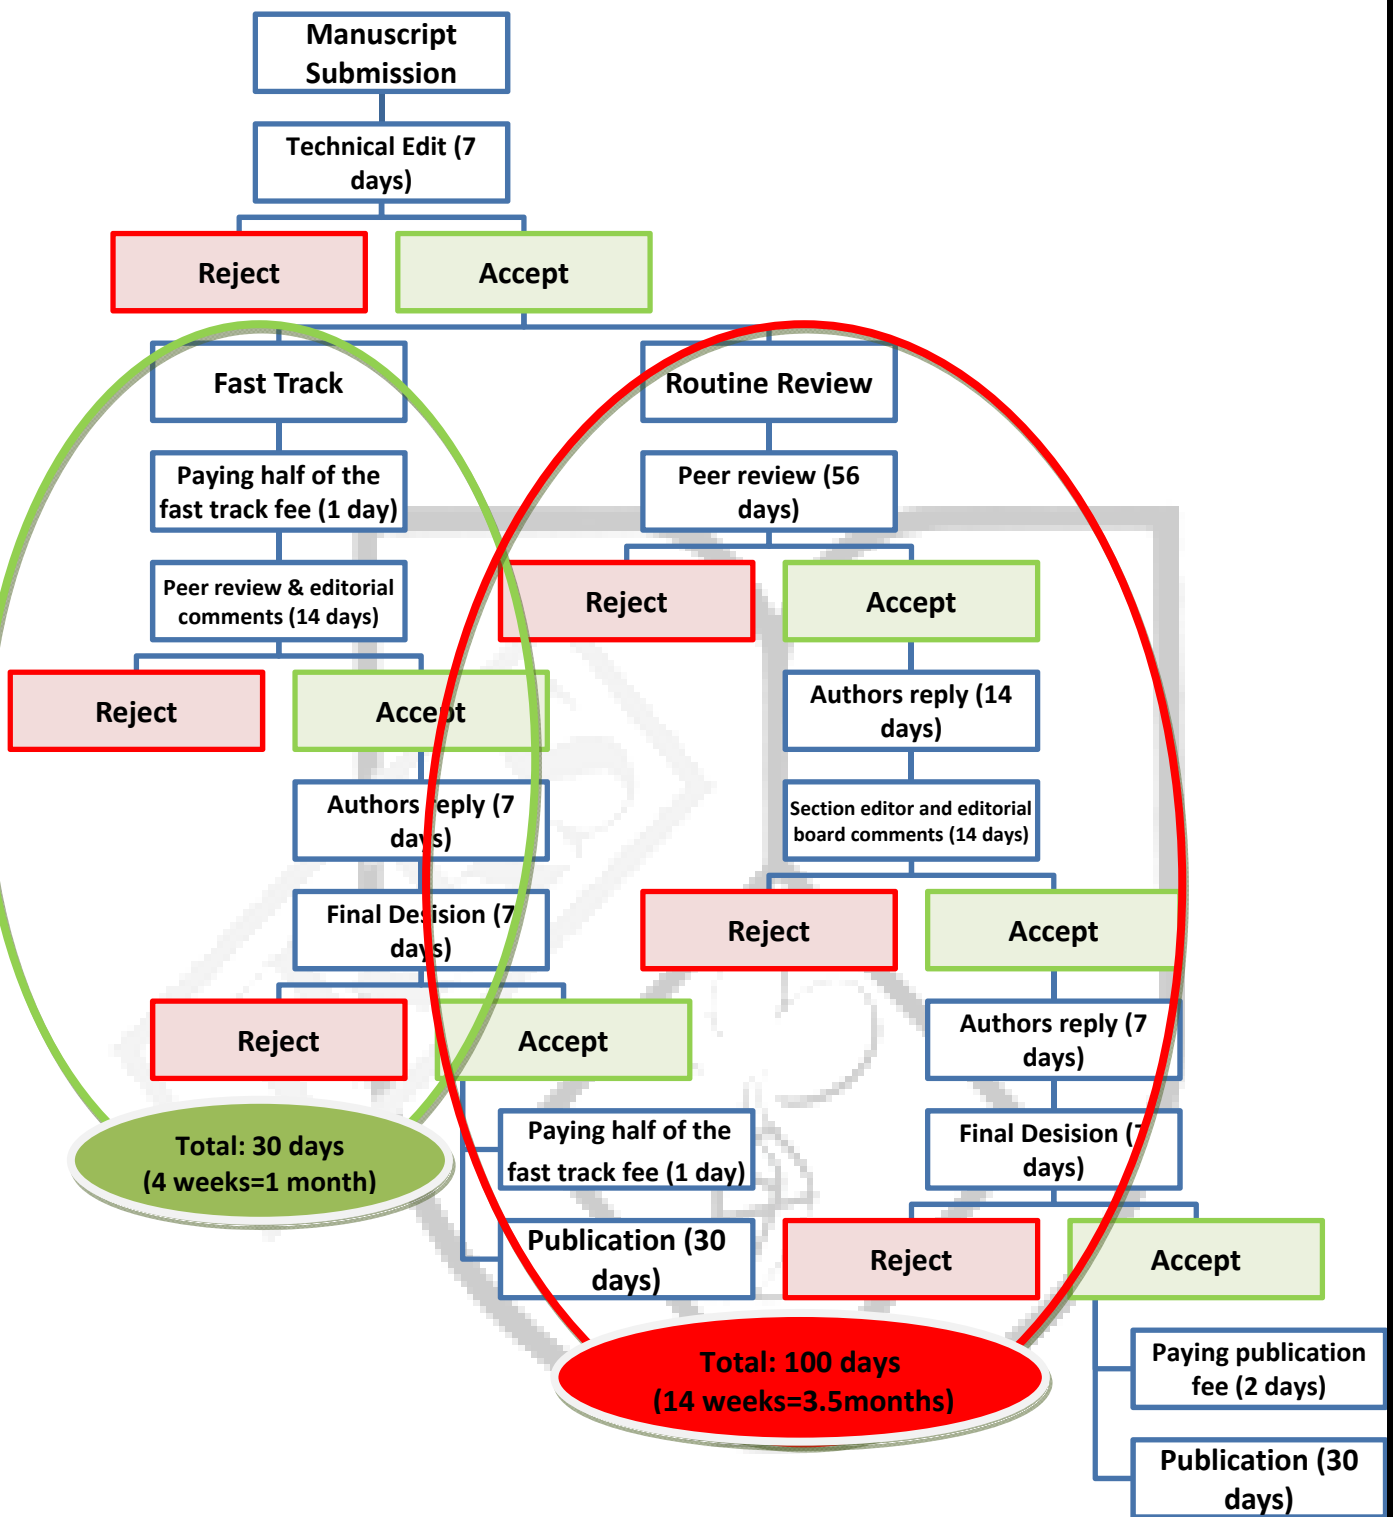 Manuscript
Submission
Technical Edit (7
days)
Reject
Accept
Fast Track
Paying half of the
fast track fee (1 day)
Peer review & editorial
comments (14 days)
Reject
Accept
Authors reply (7
days)
Final Desision (7
days)
Reject
Accept
Paying half of the
fast track fee (1 day)
Publication (30
days)
Total: 30 days
(4 weeks=1 month)
Routine Review
Peer review (56
days)
Reject
Accept
Authors reply (14
days)
Section editor and editorial
board comments (14 days)
Reject
Accept
Authors reply (7
days)
Final Desision (7
days)
Reject
Accept
Paying publication
fee (2 days)
Publication (30
days)
Total: 100 days
(14 weeks=3.5months)